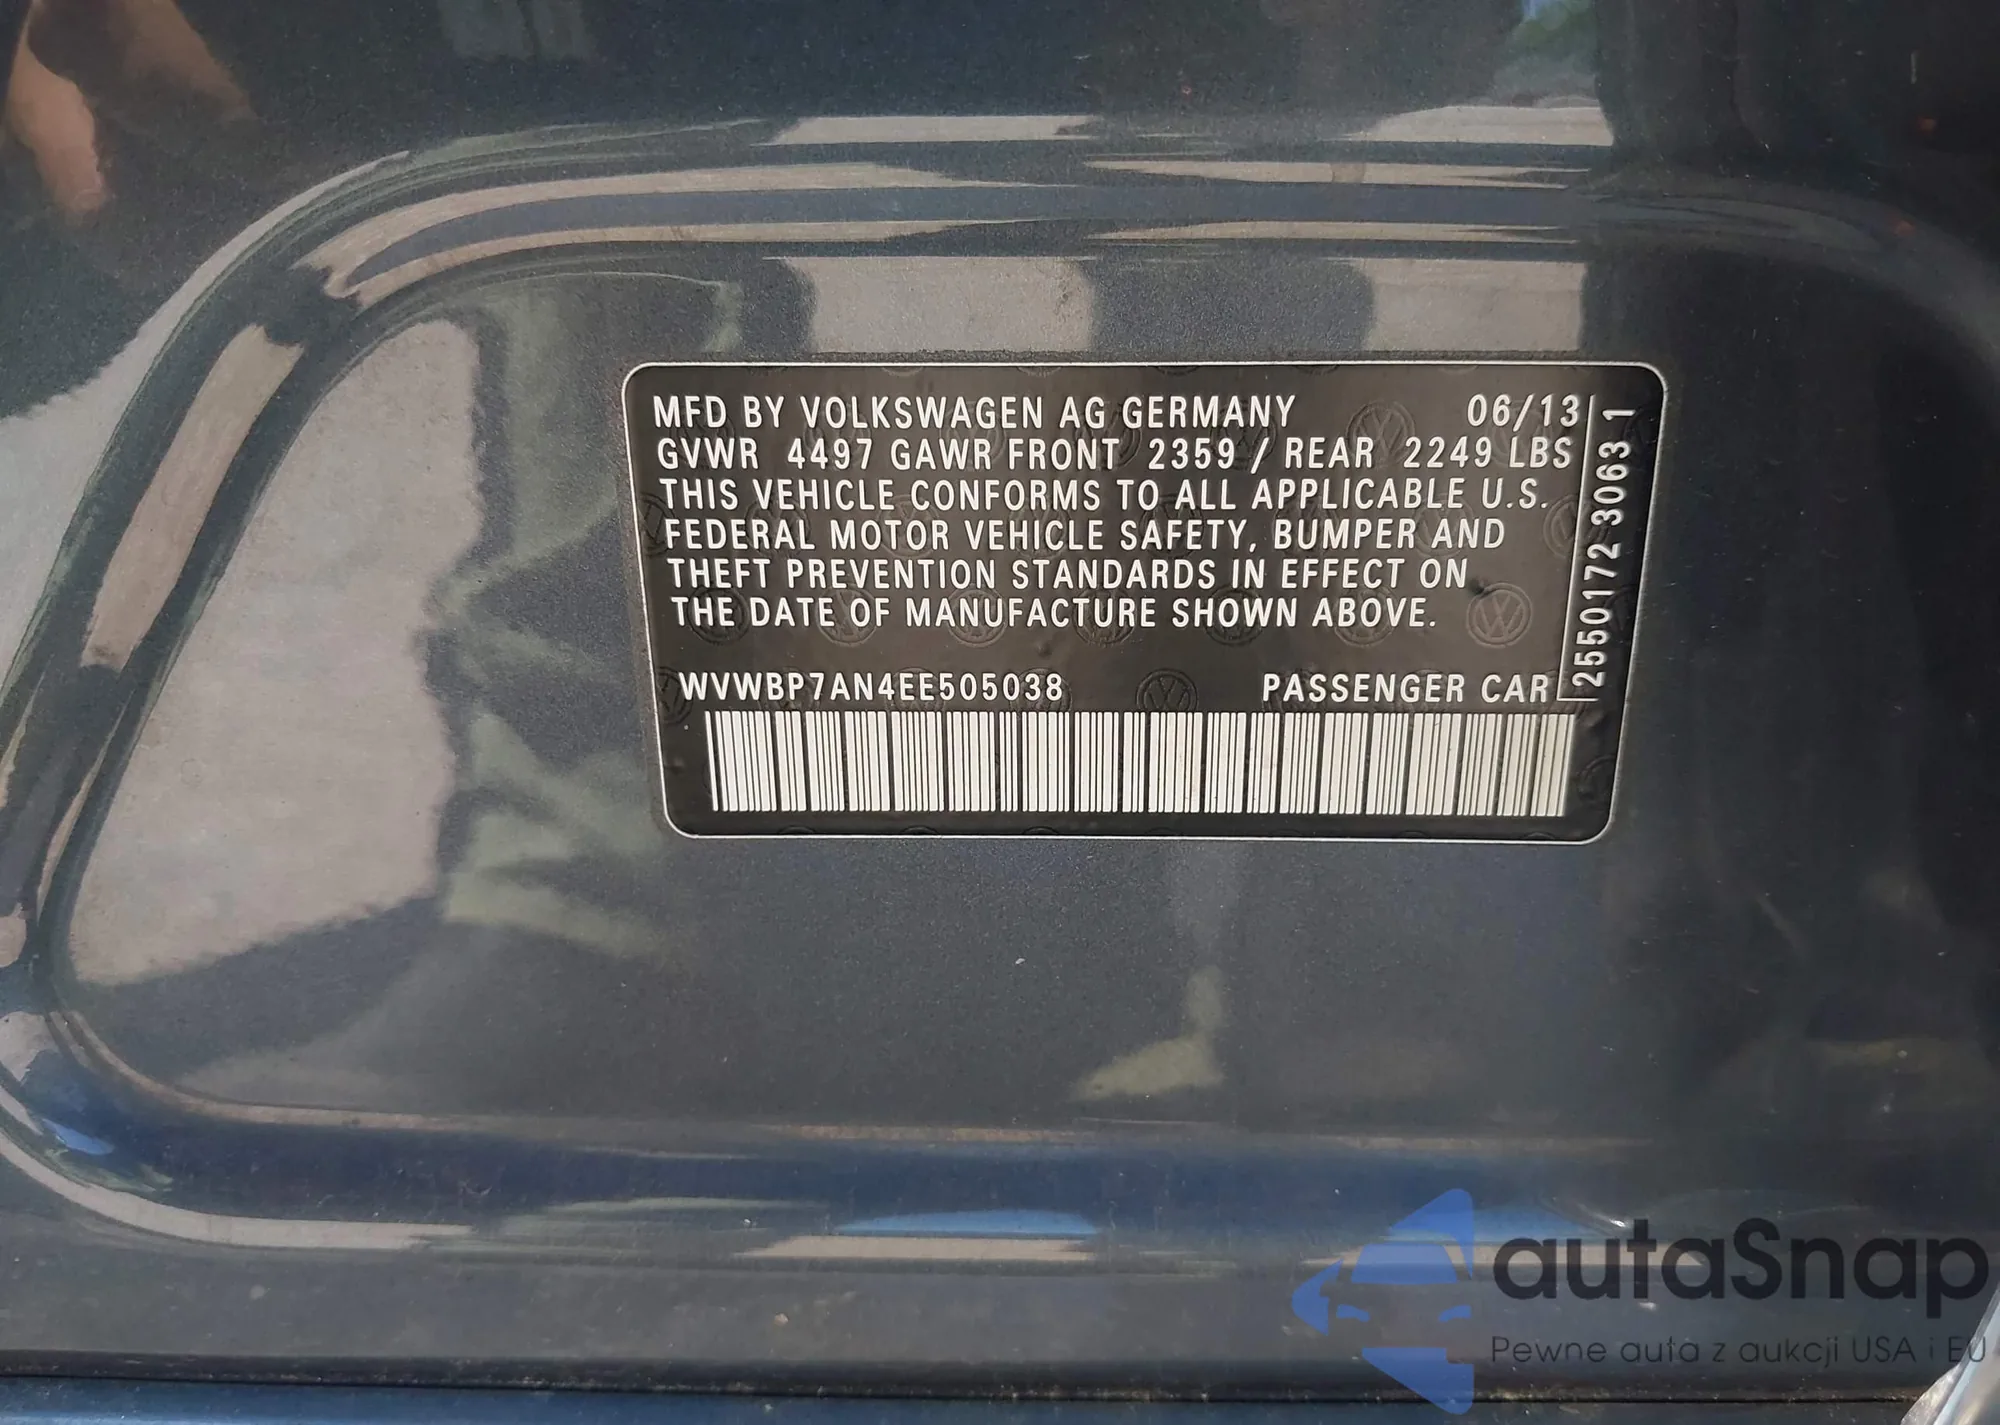 MFD BY VOLKSWAGEN AG GERMANY 06/13
GVWR 4497 GAWR FRONT 2359 / REAR 2249 LBS
THIS VEHICLE CONFORMS TO ALL APPLICABLE U.S.
FEDERAL MOTOR VEHICLE SAFETY, BUMPER AND
THEFT PREVENTION STANDARDS IN EFFECT ON
THE DATE OF MANUFACTURE SHOWN ABOVE.
WVWBP7AN4EE505038 PASSENGER CAR
2550172 3063 1
autaSnap
Pewne auta z aukcji USA i EU